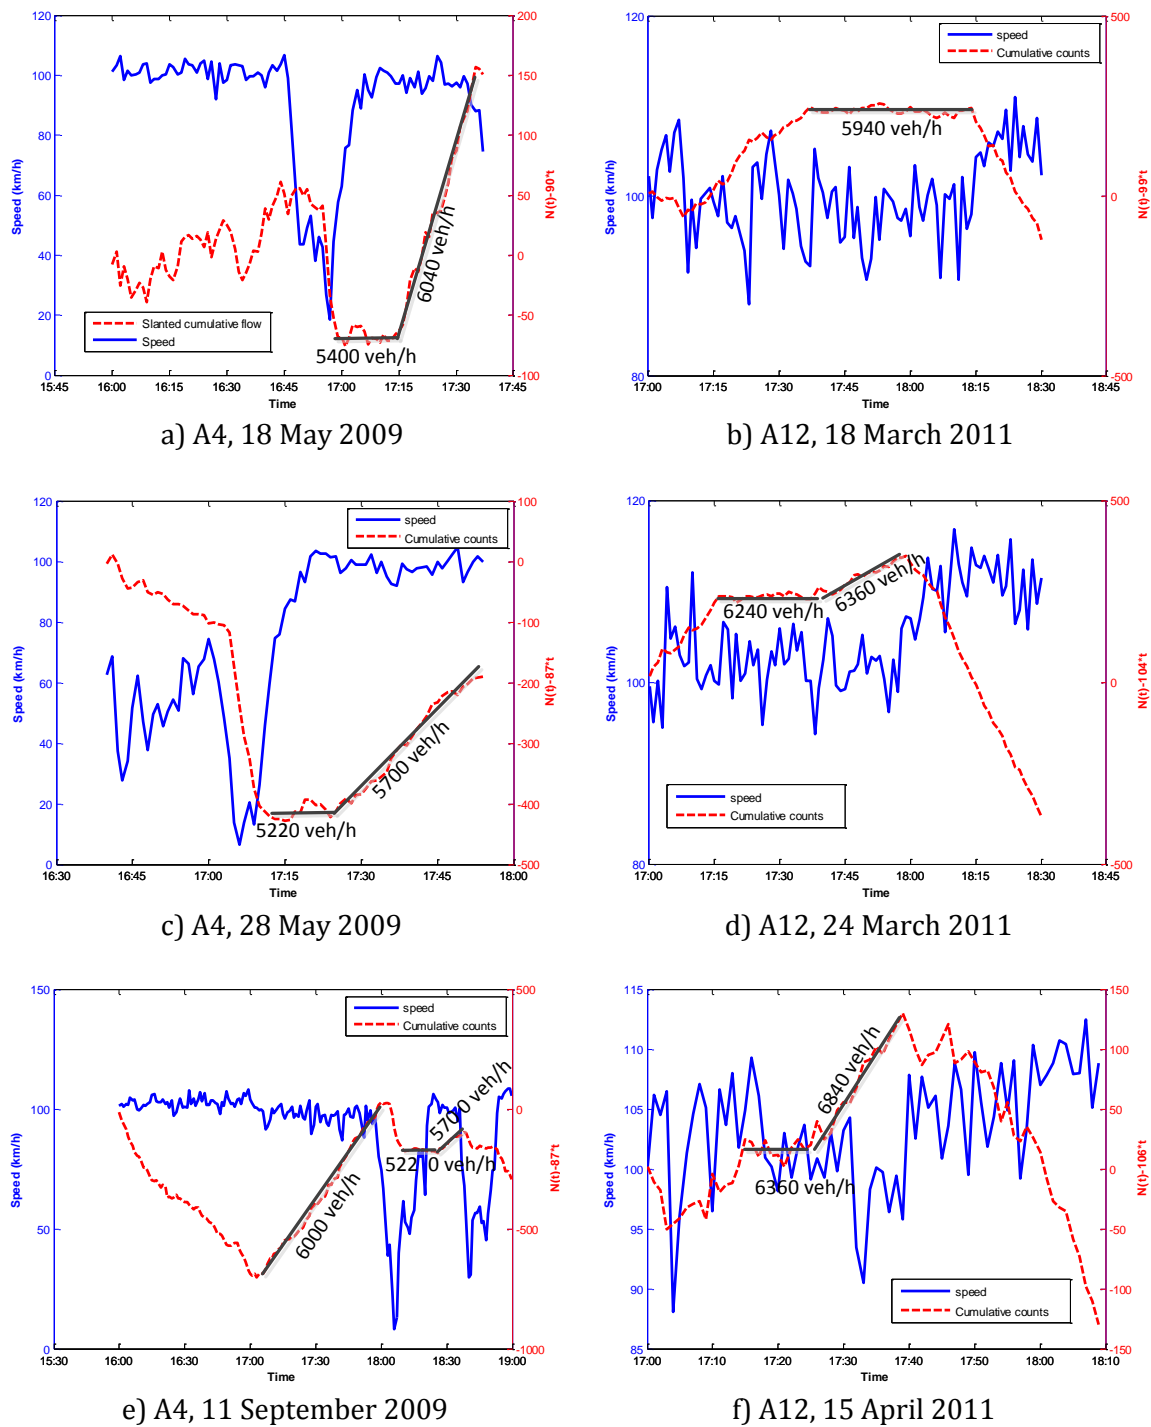 120
100
80
60
40
20
0
200
150
100
50
0
-50
-100
Speed (km/h)
N(t)-90*t
6040 veh/h
5400 veh/h
Slanted cumulative flow
Speed
15:45 16:00 16:15 16:30 16:45 17:00 17:15 17:30 17:45
Time
a) A4, 18 May 2009
120
100
80
500
0
-500
Speed (km/h)
N(t)-99*t
speed
Cumulative counts
5940 veh/h
17:00 17:15 17:30 17:45 18:00 18:15 18:30 18:45
Time
b) A12, 18 March 2011
120
100
80
60
40
20
0
100
0
-100
-200
-300
-400
-500
Speed (km/h)
N(t)-87*t
speed
Cumulative counts
5700 veh/h
5220 veh/h
16:30 16:45 17:00 17:15 17:30 17:45 18:00
Time
c) A4, 28 May 2009
120
100
80
500
0
-500
Speed (km/h)
N(t)-104*t
6240 veh/h
6360 veh/h
speed
Cumulative counts
17:00 17:15 17:30 17:45 18:00 18:15 18:30 18:45
Time
d) A12, 24 March 2011
150
100
50
0
500
0
-500
-1000
Speed (km/h)
N(t)-87*t
speed
Cumulative counts
5700 veh/h
52200 veh/h
6000 veh/h
15:30 16:00 16:30 17:00 17:30 18:00 18:30 19:00
Time
e) A4, 11 September 2009
115
110
105
100
95
90
85
150
100
50
0
-50
-100
-150
Speed (km/h)
N(t)-106*t
6840 veh/h
6360 veh/h
speed
Cumulative counts
17:00 17:10 17:20 17:30 17:40 17:50 18:00 18:10
Time
f) A12, 15 April 2011